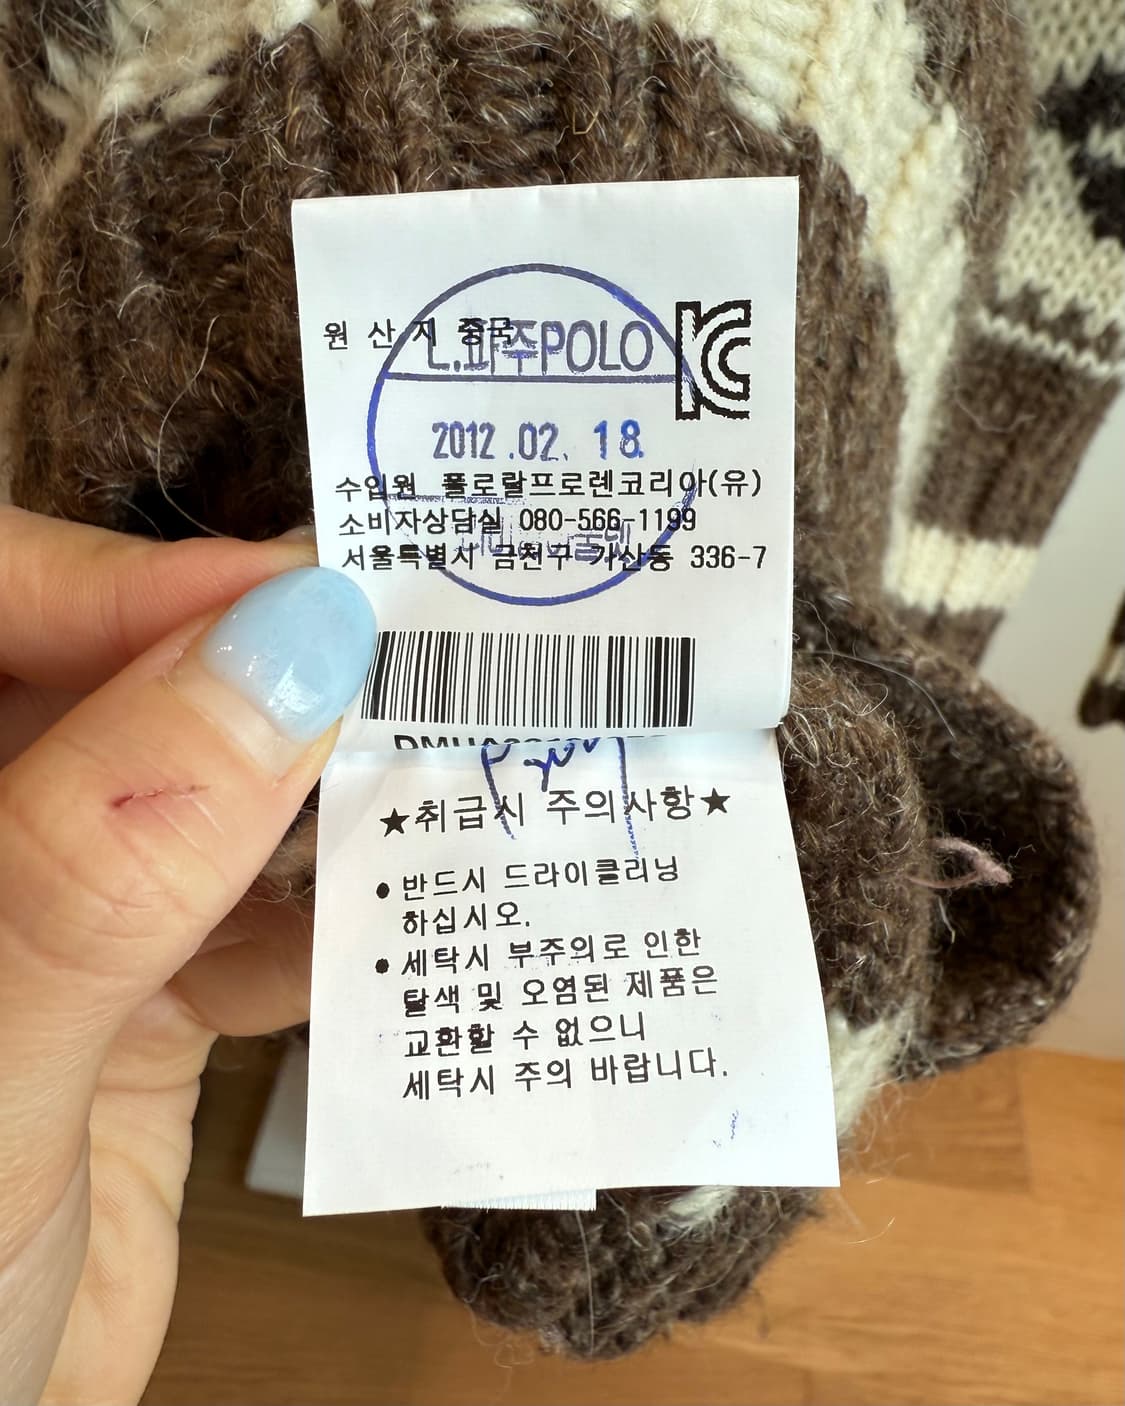 원 산 지 중국
L.파주POLO
2012 .02. 18.
수입원 폴로랄프로렌코리아(유)
소비자상담실 080-566-1199
서울특별시 금천구 가산동 336-7
★취급시 주의사항★
● 반드시 드라이클리닝
하십시오.
● 세탁시 부주의로 인한
탈색 및 오염된 제품은
교환할 수 없으니
세탁시 주의 바랍니다.